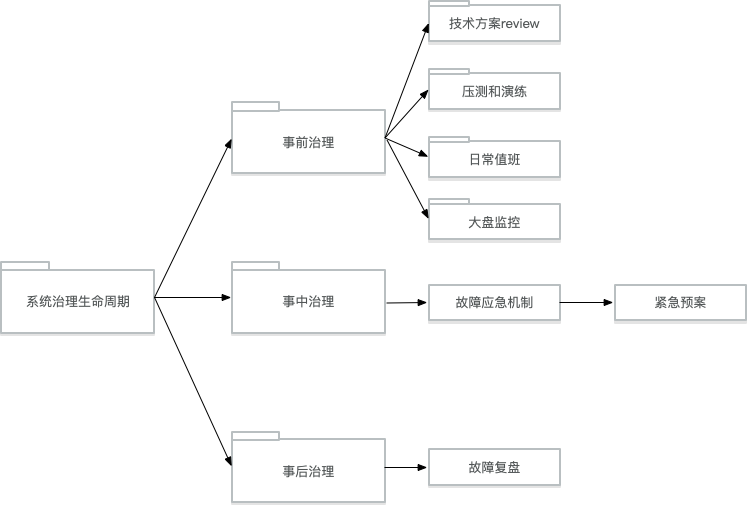 技术方案review
压测和演练
事前治理
日常值班
大盘监控
系统治理生命周期
事中治理
故障应急机制
紧急预案
事后治理
故障复盘